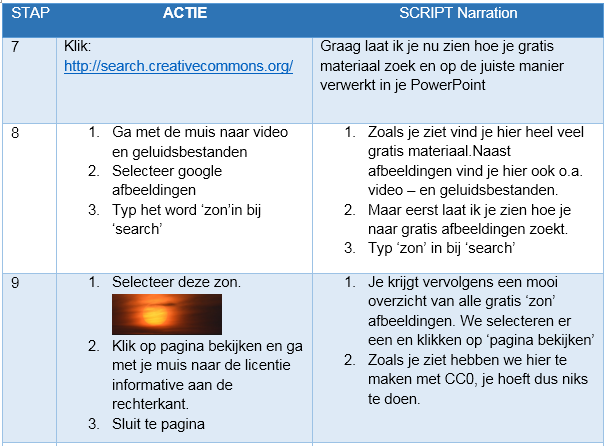 STAP ACTIE SCRIPT Narration
7
Klik:
http://search.creativecommons.org/
Graag laat ik je nu zien hoe je gratis
materiaal zoek en op de juiste manier
verwerkt in je PowerPoint
8
1. Ga met de muis naar video
en geluidsbestanden
2. Selecteer google
afbeeldingen
3. Typ het word ‘zon’in bij
‘search’
1. Zoals je ziet vind je hier heel veel
gratis materiaal.Naast
afbeeldingen vind je hier ook o.a.
video – en geluidsbestanden.
2. Maar eerst laat ik je zien hoe je
naar gratis afbeeldingen zoekt.
3. Typ ‘zon’ in bij ‘search’
9
1. Selecteer deze zon.
2. Klik op pagina bekijken en ga
met je muis naar de licentie
informative aan de
rechterkant.
3. Sluit te pagina
1. Je krijgt vervolgens een mooi
overzicht van alle gratis ‘zon’
afbeeldingen. We selecteren er
een en klikken op ‘pagina bekijken’
2. Zoals je ziet hebben we hier te
maken met CC0, je hoeft dus niks
te doen.